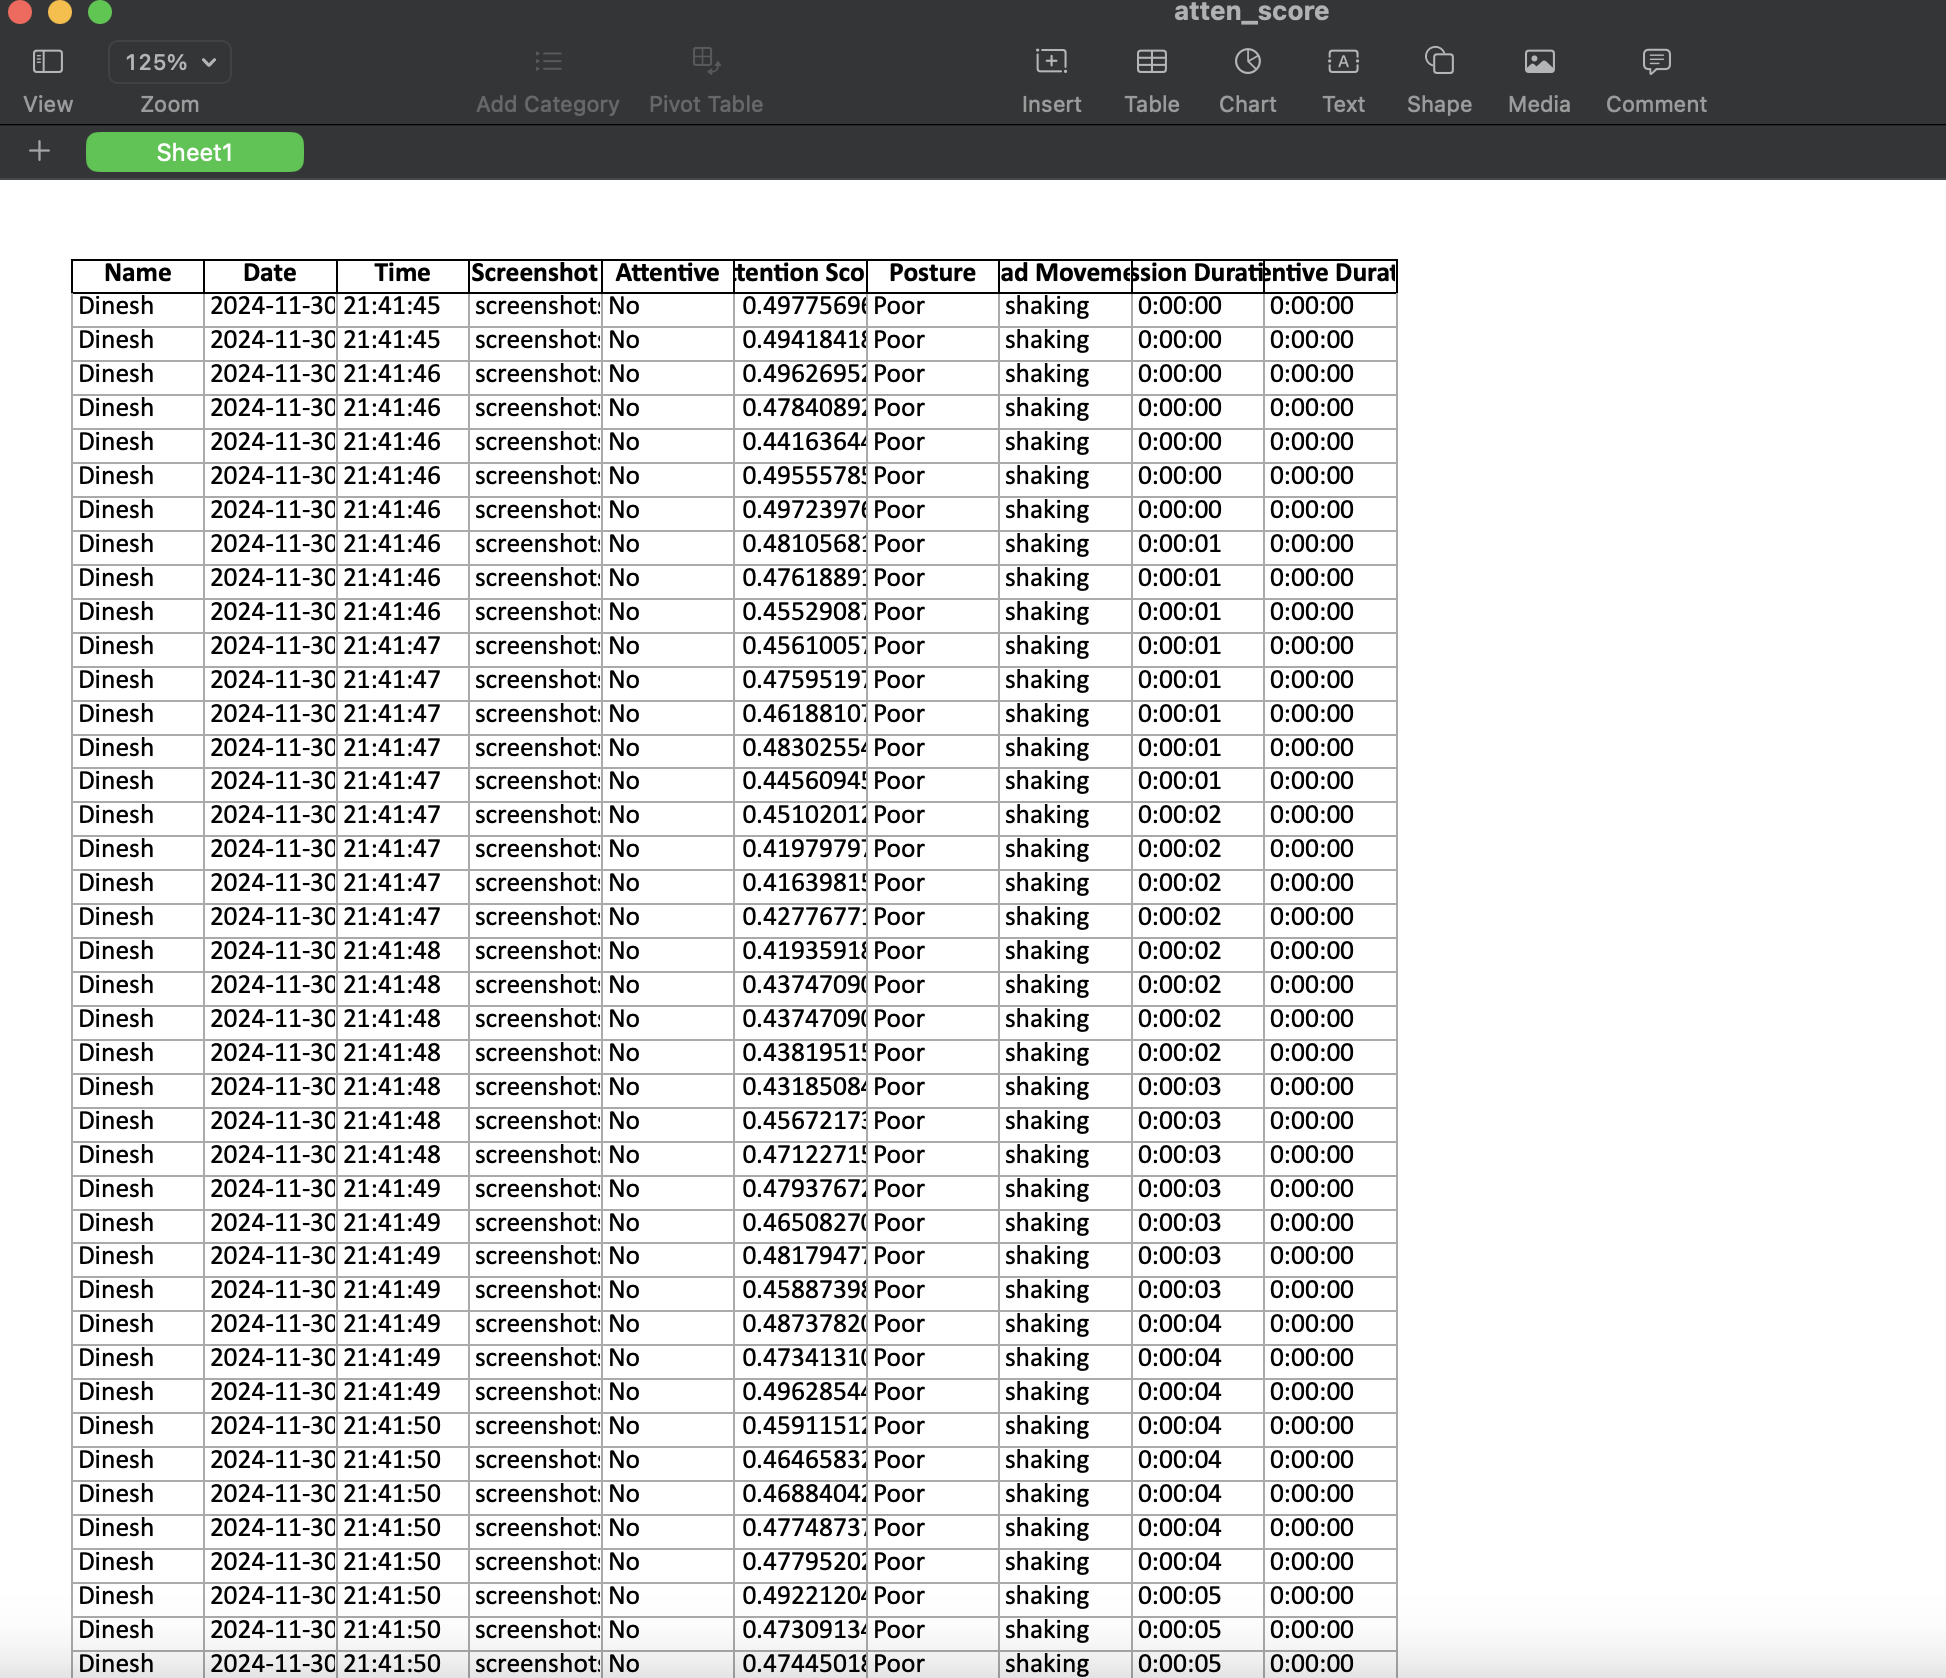 atten_score
125%
View Zoom Add Category Pivot Table Insert Table Chart Text Shape Media Comment
Sheet1
Name Date Time Screenshot Attentive tention Sco Posture ad Moveme ssion Durati entive Durat
Dinesh 2024-11-30 21:41:45 screenshot No 0.4977569 Poor shaking 0:00:00 0:00:00
Dinesh 2024-11-30 21:41:45 screenshot No 0.4941841 Poor shaking 0:00:00 0:00:00
Dinesh 2024-11-30 21:41:46 screenshot No 0.4962695 Poor shaking 0:00:00 0:00:00
Dinesh 2024-11-30 21:41:46 screenshot No 0.4784089 Poor shaking 0:00:00 0:00:00
Dinesh 2024-11-30 21:41:46 screenshot No 0.4416364 Poor shaking 0:00:00 0:00:00
Dinesh 2024-11-30 21:41:46 screenshot No 0.4955578 Poor shaking 0:00:00 0:00:00
Dinesh 2024-11-30 21:41:46 screenshot No 0.4972397 Poor shaking 0:00:00 0:00:00
Dinesh 2024-11-30 21:41:46 screenshot No 0.4810568 Poor shaking 0:00:01 0:00:00
Dinesh 2024-11-30 21:41:46 screenshot No 0.4761889 Poor shaking 0:00:01 0:00:00
Dinesh 2024-11-30 21:41:46 screenshot No 0.4552908 Poor shaking 0:00:01 0:00:00
Dinesh 2024-11-30 21:41:47 screenshot No 0.4561005 Poor shaking 0:00:01 0:00:00
Dinesh 2024-11-30 21:41:47 screenshot No 0.4759519 Poor shaking 0:00:01 0:00:00
Dinesh 2024-11-30 21:41:47 screenshot No 0.4618810 Poor shaking 0:00:01 0:00:00
Dinesh 2024-11-30 21:41:47 screenshot No 0.4830255 Poor shaking 0:00:01 0:00:00
Dinesh 2024-11-30 21:41:47 screenshot No 0.4456094 Poor shaking 0:00:01 0:00:00
Dinesh 2024-11-30 21:41:47 screenshot No 0.4510201 Poor shaking 0:00:02 0:00:00
Dinesh 2024-11-30 21:41:47 screenshot No 0.4197979 Poor shaking 0:00:02 0:00:00
Dinesh 2024-11-30 21:41:47 screenshot No 0.4163981 Poor shaking 0:00:02 0:00:00
Dinesh 2024-11-30 21:41:47 screenshot No 0.4277677 Poor shaking 0:00:02 0:00:00
Dinesh 2024-11-30 21:41:48 screenshot No 0.4193591 Poor shaking 0:00:02 0:00:00
Dinesh 2024-11-30 21:41:48 screenshot No 0.4374709 Poor shaking 0:00:02 0:00:00
Dinesh 2024-11-30 21:41:48 screenshot No 0.4374709 Poor shaking 0:00:02 0:00:00
Dinesh 2024-11-30 21:41:48 screenshot No 0.4381951 Poor shaking 0:00:02 0:00:00
Dinesh 2024-11-30 21:41:48 screenshot No 0.4318508 Poor shaking 0:00:03 0:00:00
Dinesh 2024-11-30 21:41:48 screenshot No 0.4567217 Poor shaking 0:00:03 0:00:00
Dinesh 2024-11-30 21:41:48 screenshot No 0.4712271 Poor shaking 0:00:03 0:00:00
Dinesh 2024-11-30 21:41:49 screenshot No 0.4793767 Poor shaking 0:00:03 0:00:00
Dinesh 2024-11-30 21:41:49 screenshot No 0.4650827 Poor shaking 0:00:03 0:00:00
Dinesh 2024-11-30 21:41:49 screenshot No 0.4817947 Poor shaking 0:00:03 0:00:00
Dinesh 2024-11-30 21:41:49 screenshot No 0.4588739 Poor shaking 0:00:03 0:00:00
Dinesh 2024-11-30 21:41:49 screenshot No 0.4873782 Poor shaking 0:00:04 0:00:00
Dinesh 2024-11-30 21:41:49 screenshot No 0.4734131 Poor shaking 0:00:04 0:00:00
Dinesh 2024-11-30 21:41:49 screenshot No 0.4962854 Poor shaking 0:00:04 0:00:00
Dinesh 2024-11-30 21:41:50 screenshot No 0.4591151 Poor shaking 0:00:04 0:00:00
Dinesh 2024-11-30 21:41:50 screenshot No 0.4646583 Poor shaking 0:00:04 0:00:00
Dinesh 2024-11-30 21:41:50 screenshot No 0.4688404 Poor shaking 0:00:04 0:00:00
Dinesh 2024-11-30 21:41:50 screenshot No 0.4774873 Poor shaking 0:00:04 0:00:00
Dinesh 2024-11-30 21:41:50 screenshot No 0.4779520 Poor shaking 0:00:04 0:00:00
Dinesh 2024-11-30 21:41:50 screenshot No 0.4922120 Poor shaking 0:00:05 0:00:00
Dinesh 2024-11-30 21:41:50 screenshot No 0.4730913 Poor shaking 0:00:05 0:00:00
Dinesh 2024-11-30 21:41:50 screenshot No 0.4744501 Poor shaking 0:00:05 0:00:00